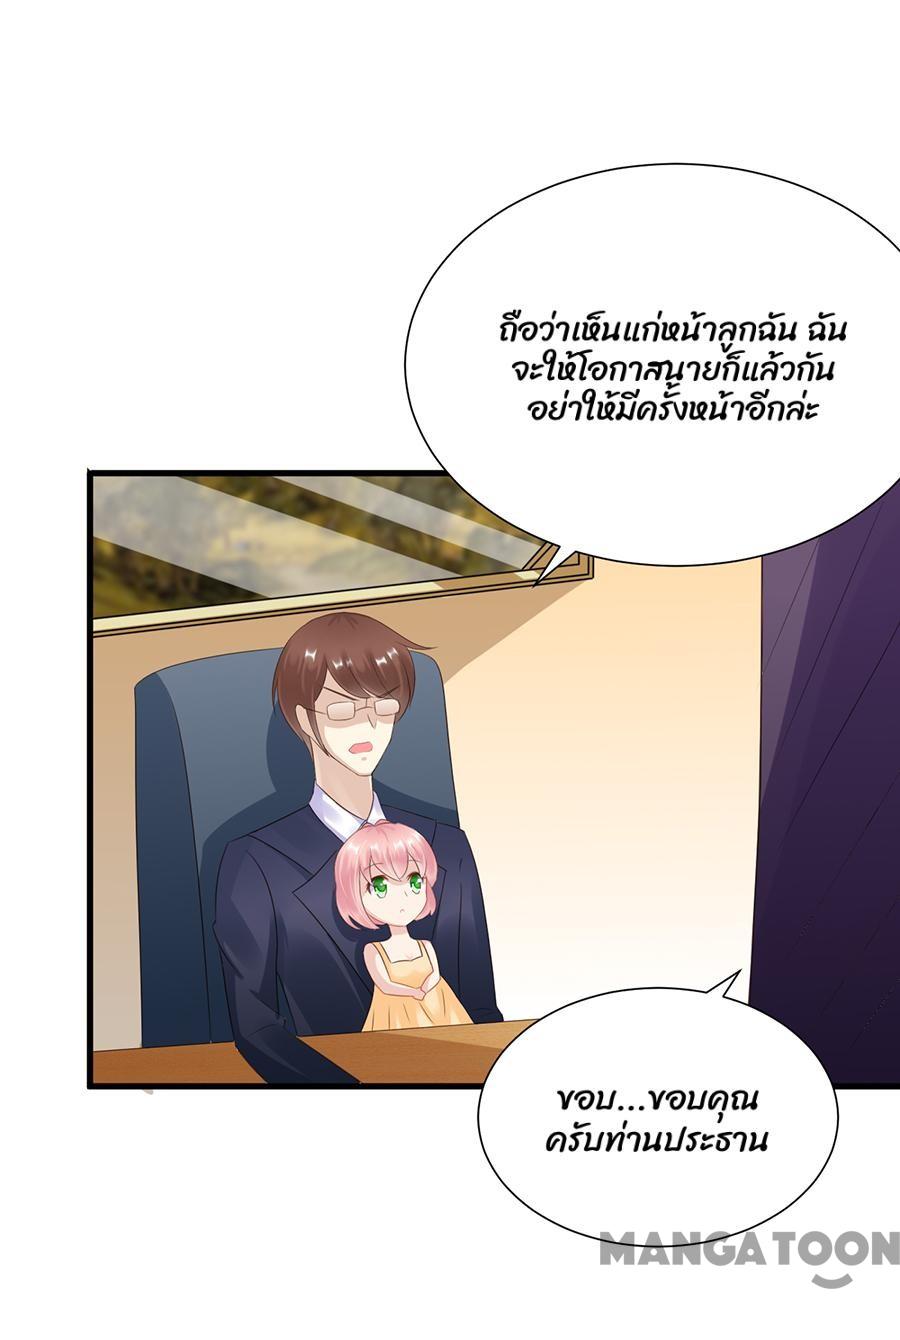 ถือว่าเห็นแก่หน้าลูกฉัน ฉัน
จะให้โอกาสนายก็แล้วกัน
อย่าให้มีครั้งหน้าอีกล่ะ
ขอบ...ขอบคุณ
ครับท่านประธาน
MANGATOON